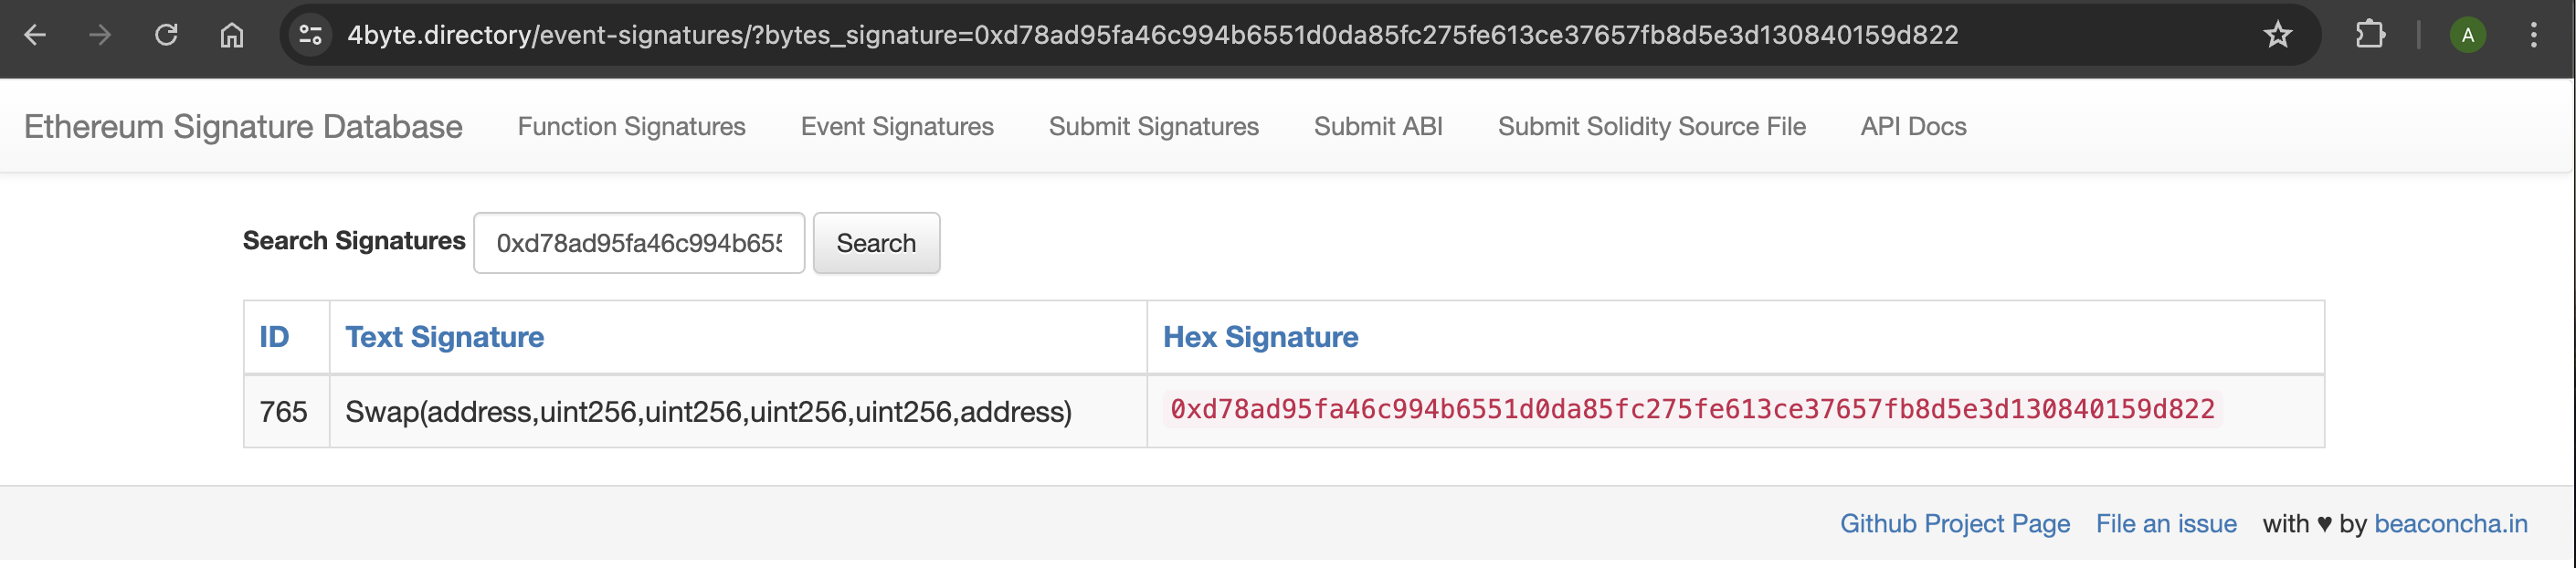 4byte.directory/event-signatures/?bytes_signature=0xd78ad95fa46c994b6551d0da85fc275fe613ce37657fb8d5e3d130840159d822
A
Ethereum Signature Database Function Signatures Event Signatures Submit Signatures Submit ABI Submit Solidity Source File API Docs
Search Signatures 0xd78ad95fa46c994b655 Search
ID Text Signature Hex Signature
765 Swap(address,uint256,uint256,uint256,uint256,address) 0xd78ad95fa46c994b6551d0da85fc275fe613ce37657fb8d5e3d130840159d822
Github Project Page File an issue with ♥ by beaconcha.in